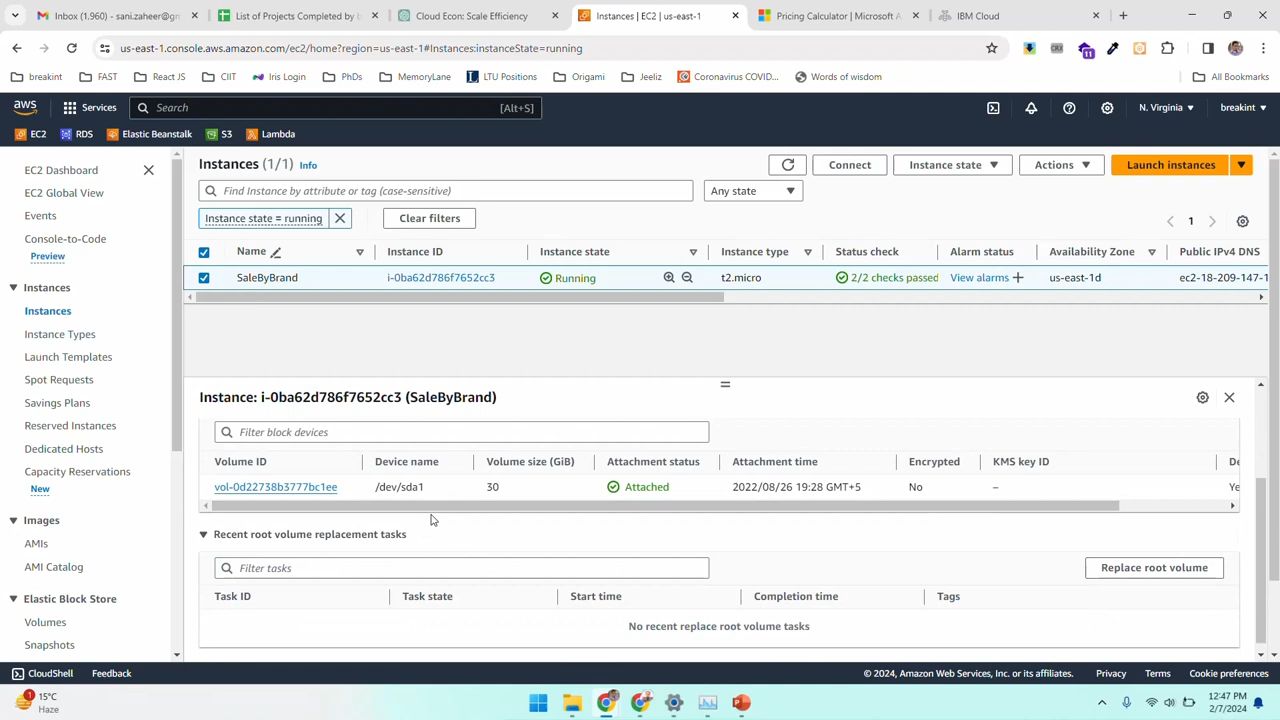 Inbox (1,960) - sani.zaheer@gm
List of Projects Completed by t
Cloud Econ: Scale Efficiency
Instances | EC2 | us-east-1
Pricing Calculator | Microsoft A
IBM Cloud
us-east-1.console.aws.amazon.com/ec2/home?region=us-east-1#Instances:instanceState=running
CRX
11
breakint
FAST
React JS
CIIT
Iris Login
PhDs
MemoryLane
LTU Positions
Origami
Jeeliz
Coronavirus COVID...
Words of wisdom
All Bookmarks
aws
Services
Search
[Alt+S]
N. Virginia
breakint
EC2
RDS
Elastic Beanstalk
S3
Lambda
EC2 Dashboard
EC2 Global View
Events
Console-to-Code
Preview
Instances
Instances
Instance Types
Launch Templates
Spot Requests
Savings Plans
Reserved Instances
Dedicated Hosts
Capacity Reservations
New
Images
AMIs
AMI Catalog
Elastic Block Store
Volumes
Snapshots
Instances (1/1) Info
Connect
Instance state
Actions
Launch instances
Find Instance by attribute or tag (case-sensitive)
Any state
Instance state = running
Clear filters
1
Name
Instance ID
Instance state
Instance type
Status check
Alarm status
Availability Zone
Public IPv4 DNS
SaleByBrand
i-0ba62d786f7652cc3
Running
t2.micro
2/2 checks passed
View alarms +
us-east-1d
ec2-18-209-147-1
Instance: i-0ba62d786f7652cc3 (SaleByBrand)
Filter block devices
Volume ID
Device name
Volume size (GiB)
Attachment status
Attachment time
Encrypted
KMS key ID
De
vol-0d22738b3777bc1ee
/dev/sda1
30
Attached
2022/08/26 19:28 GMT+5
No
–
Ye
Recent root volume replacement tasks
Filter tasks
Replace root volume
Task ID
Task state
Start time
Completion time
Tags
No recent replace root volume tasks
CloudShell
Feedback
© 2024, Amazon Web Services, Inc. or its affiliates.
Privacy
Terms
Cookie preferences
1
15°C
Haze
12:47 PM
2/7/2024